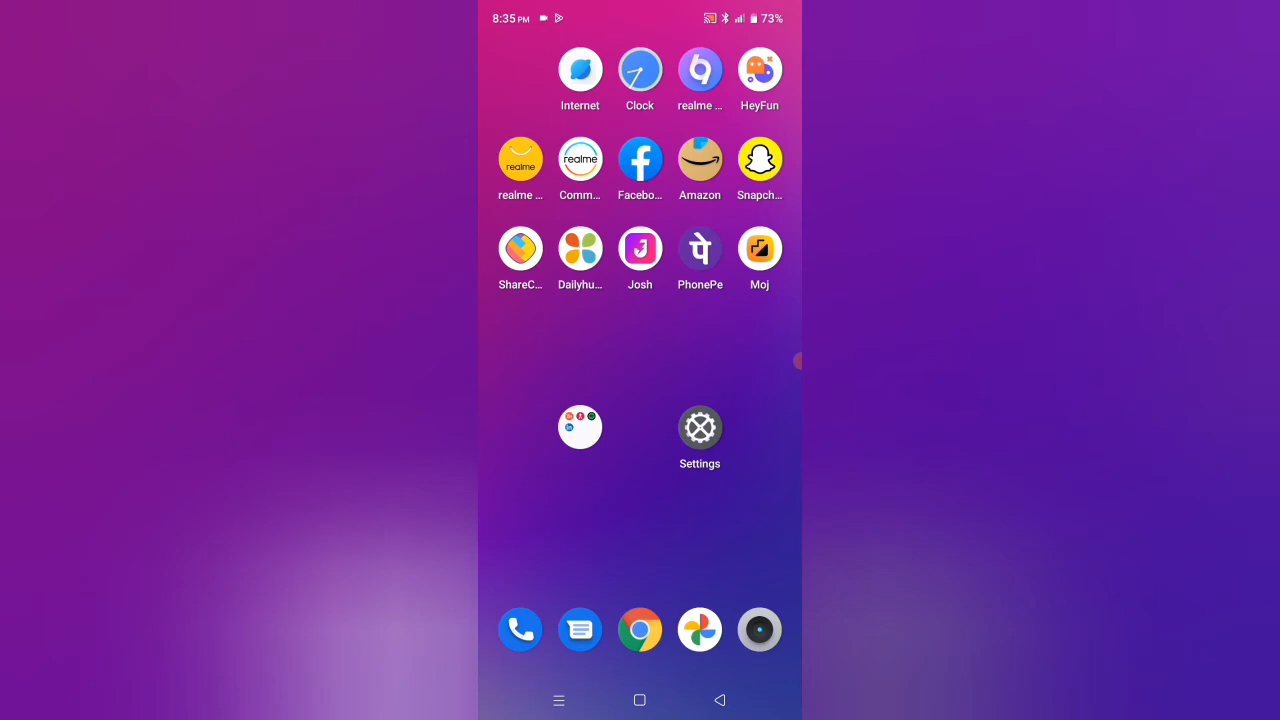 8:35 PM 73%
Internet Clock realme ... HeyFun
realme realme
realme ... Comm... Facebo... Amazon Snapch...
पे
ShareC... Dailyhu... Josh PhonePe Moj
Settings